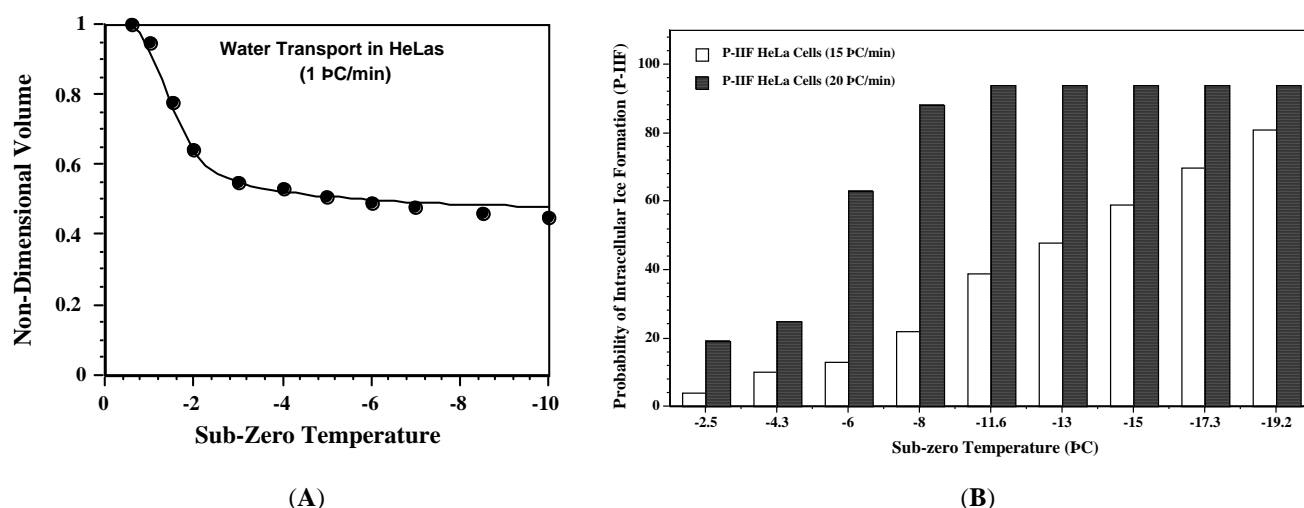 Water Transport in HeLas
(1 ÞC/min)
Non-Dimensional Volume
1
0.8
0.6
0.4
0.2
0
0 -2 -4 -6 -8 -10
Sub-Zero Temperature
(A)
P-IIF HeLa Cells (15 ÞC/min)
P-IIF HeLa Cells (20 ÞC/min)
Probability of Intracellular Ice Formation (P-IIF)
100
80
60
40
20
0
-2.5 -4.3 -6 -8 -11.6 -13 -15 -17.3 -19.2
Sub-zero Temperature (ÞC)
(B)